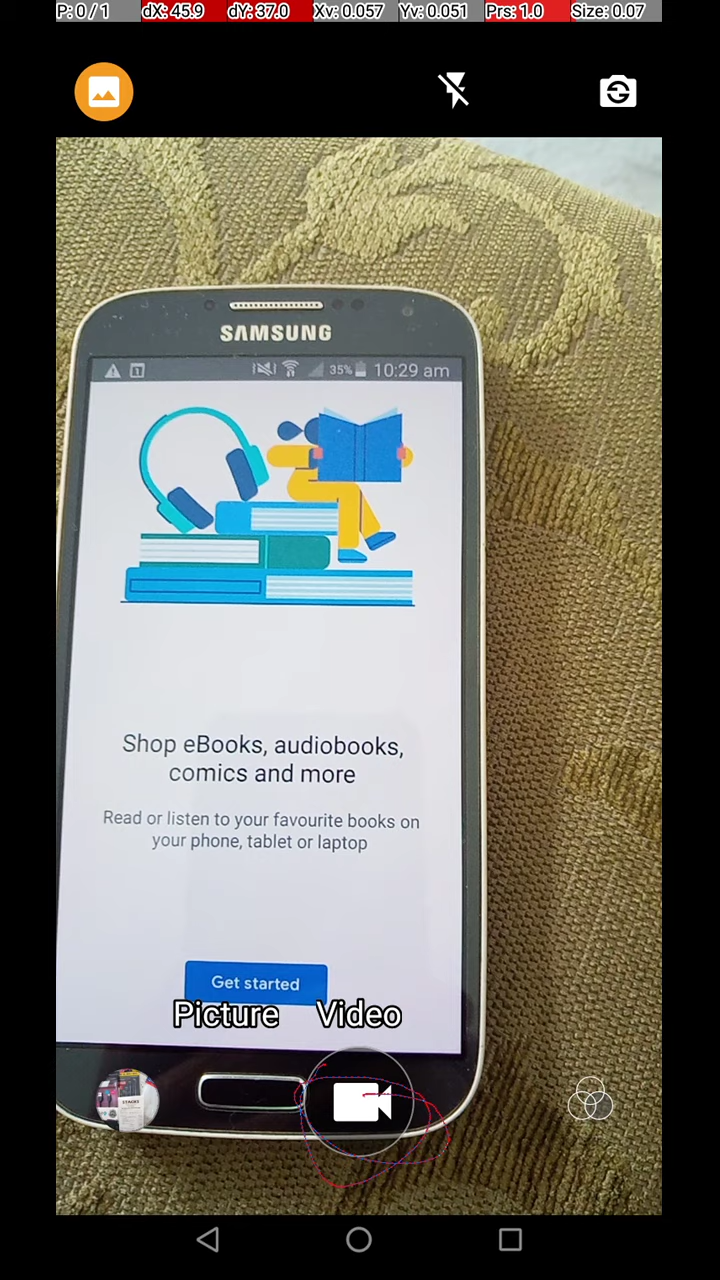 P: 0 / 1 dX: 45.9 dY: 37.0 Xv: 0.057 Yv: 0.051 Prs: 1.0 Size: 0.07
SAMSUNG
1 35% 10:29 am
Shop eBooks, audiobooks,
comics and more
Read or listen to your favourite books on
your phone, tablet or laptop
Get started
Picture Video